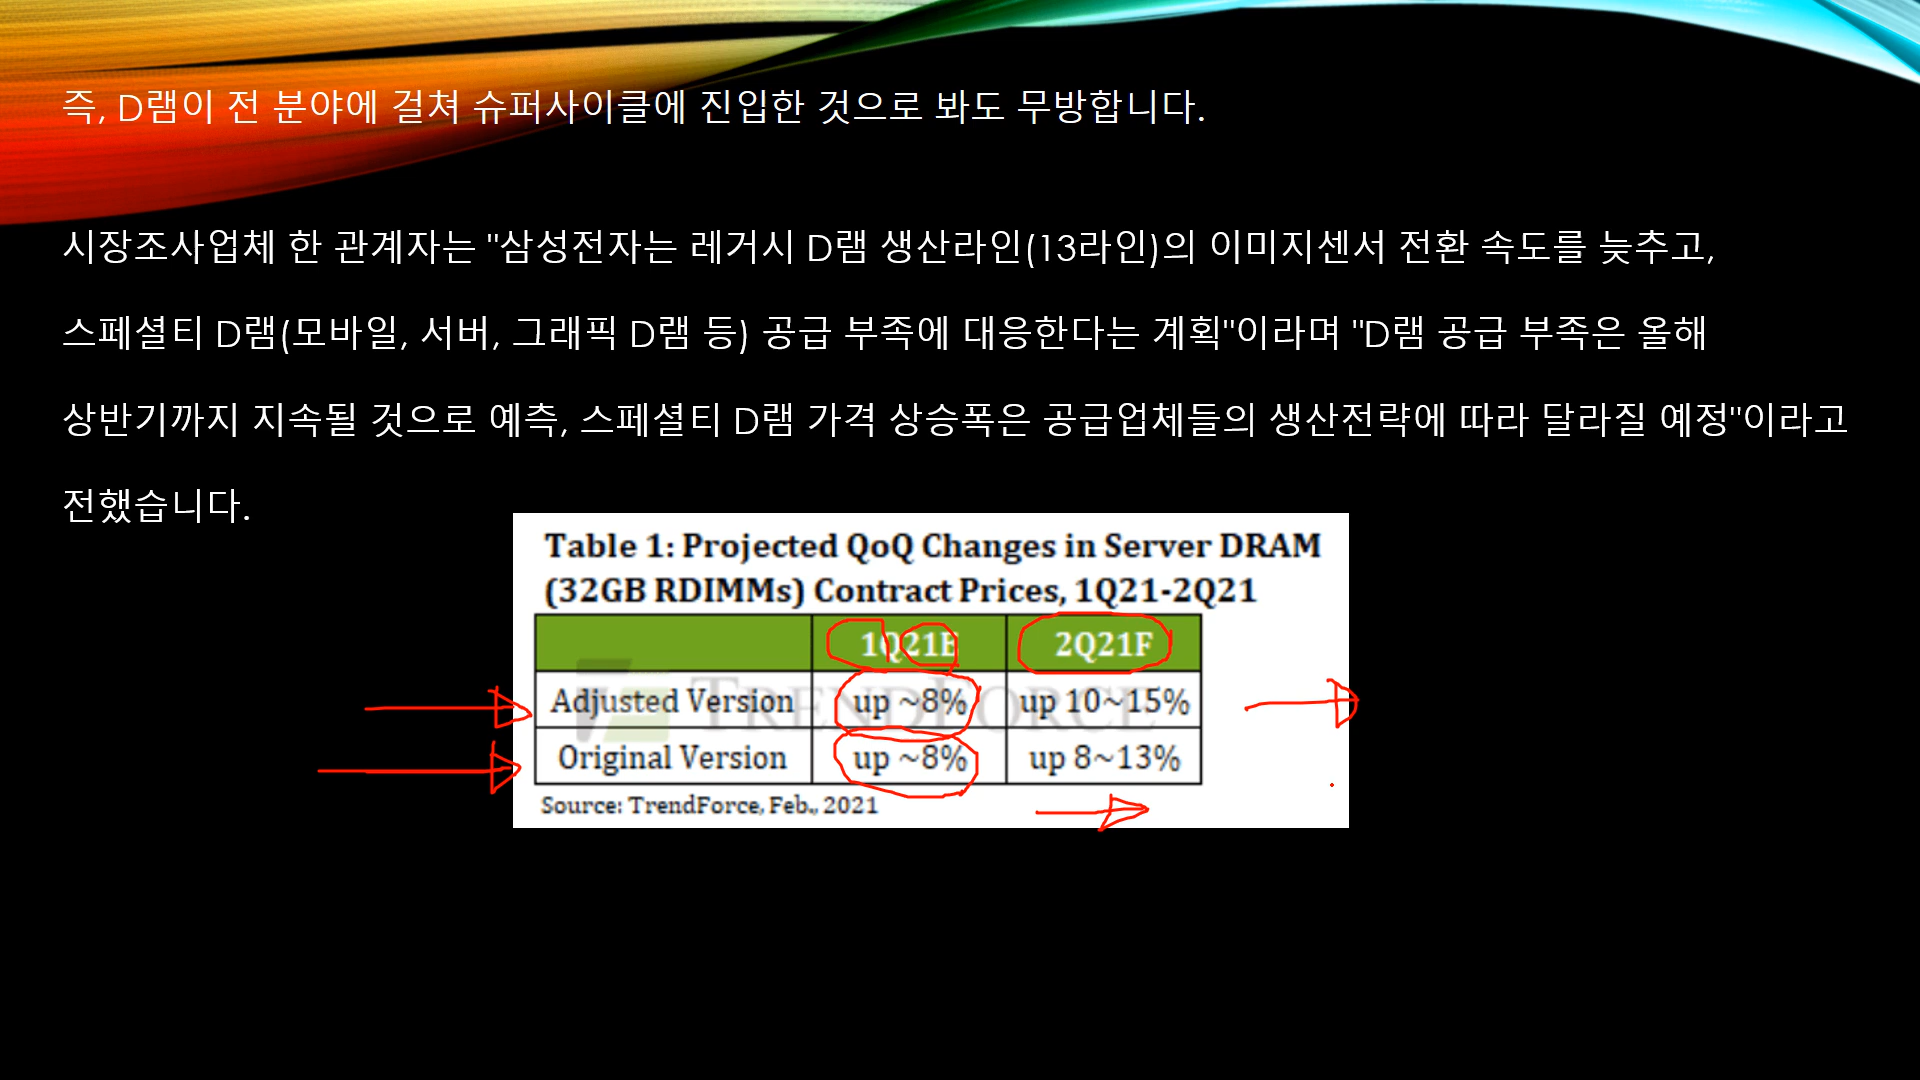 즉, D램이 전 분야에 걸쳐 슈퍼사이클에 진입한 것으로 봐도 무방합니다.
시장조사업체 한 관계자는 "삼성전자는 레거시 D램 생산라인(13라인)의 이미지센서 전환 속도를 늦추고,
스페셜티 D램(모바일, 서버, 그래픽 D램 등) 공급 부족에 대응한다는 계획"이라며 "D램 공급 부족은 올해
상반기까지 지속될 것으로 예측, 스페셜티 D램 가격 상승폭은 공급업체들의 생산전략에 따라 달라질 예정"이라고
전했습니다.
Table 1: Projected QoQ Changes in Server DRAM
(32GB RDIMMs) Contract Prices, 1Q21-2Q21
1Q21E 2Q21F
Adjusted Version up ~8% up 10~15%
Original Version up ~8% up 8~13%
Source: TrendForce, Feb., 2021
TRENDFORCE